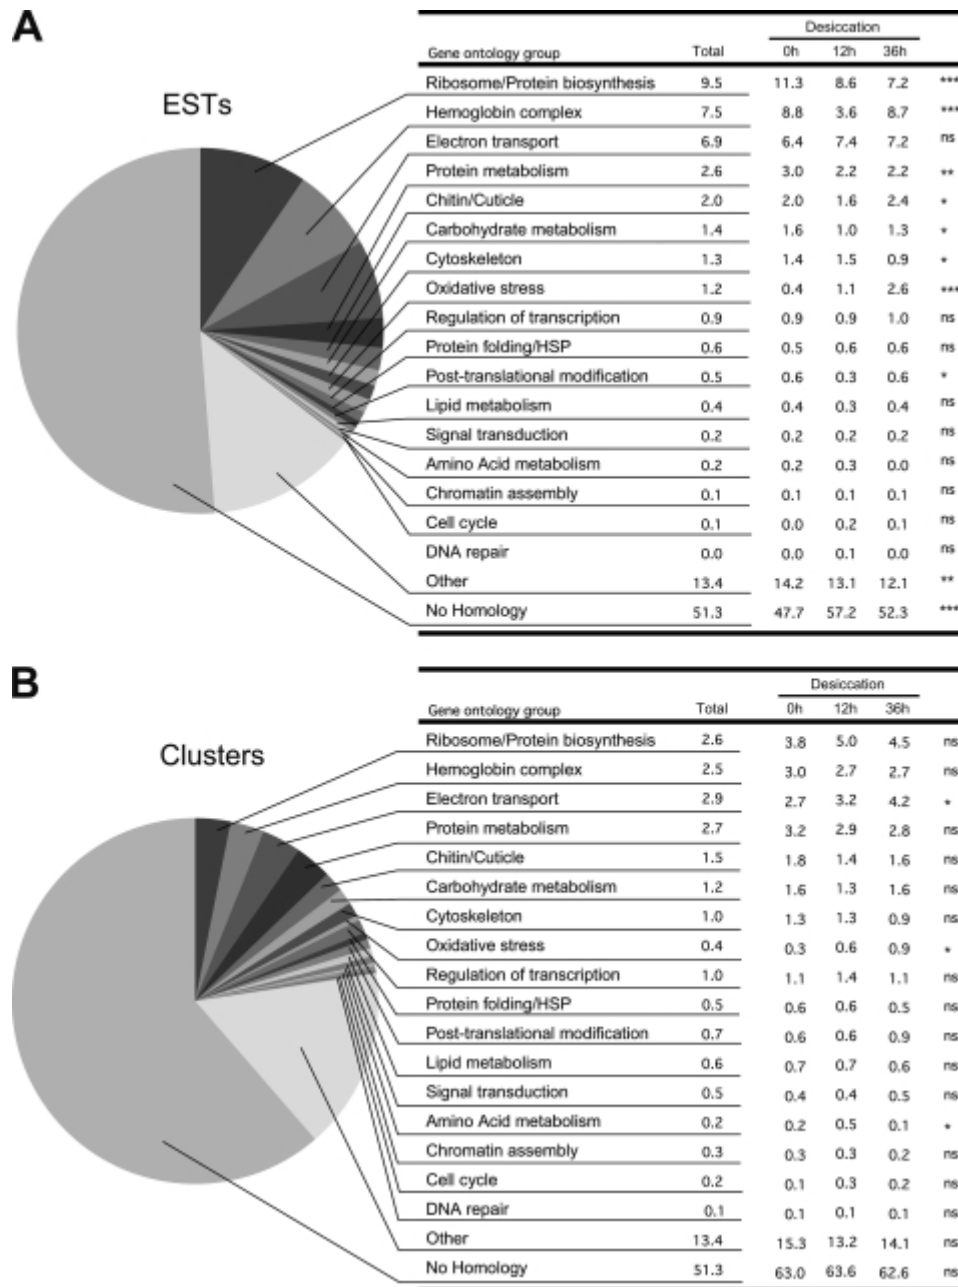 A
ESTs
Desiccation
Gene ontology group Total 0h 12h 36h
Ribosome/Protein biosynthesis 9.5 11.3 8.6 7.2 ***
Hemoglobin complex 7.5 8.8 3.6 8.7 ***
Electron transport 6.9 6.4 7.4 7.2 ns
Protein metabolism 2.6 3.0 2.2 2.2 **
Chitin/Cuticle 2.0 2.0 1.6 2.4 *
Carbohydrate metabolism 1.4 1.6 1.0 1.3 *
Cytoskeleton 1.3 1.4 1.5 0.9 *
Oxidative stress 1.2 0.4 1.1 2.6 ***
Regulation of transcription 0.9 0.9 0.9 1.0 ns
Protein folding/HSP 0.6 0.5 0.6 0.6 ns
Post-translational modification 0.5 0.6 0.3 0.6 *
Lipid metabolism 0.4 0.4 0.3 0.4 ns
Signal transduction 0.2 0.2 0.2 0.2 ns
Amino Acid metabolism 0.2 0.2 0.3 0.0 ns
Chromatin assembly 0.1 0.1 0.1 0.1 ns
Cell cycle 0.1 0.0 0.2 0.1 ns
DNA repair 0.0 0.0 0.1 0.0 ns
Other 13.4 14.2 13.1 12.1 **
No Homology 51.3 47.7 57.2 52.3 ***
B
Clusters
Desiccation
Gene ontology group Total 0h 12h 36h
Ribosome/Protein biosynthesis 2.6 3.8 5.0 4.5 ns
Hemoglobin complex 2.5 3.0 2.7 2.7 ns
Electron transport 2.9 2.7 3.2 4.2 *
Protein metabolism 2.7 3.2 2.9 2.8 ns
Chitin/Cuticle 1.5 1.8 1.4 1.6 ns
Carbohydrate metabolism 1.2 1.6 1.3 1.6 ns
Cytoskeleton 1.0 1.3 1.3 0.9 ns
Oxidative stress 0.4 0.3 0.6 0.9 *
Regulation of transcription 1.0 1.1 1.4 1.1 ns
Protein folding/HSP 0.5 0.6 0.6 0.5 ns
Post-translational modification 0.7 0.6 0.6 0.9 ns
Lipid metabolism 0.6 0.7 0.7 0.6 ns
Signal transduction 0.5 0.4 0.4 0.5 ns
Amino Acid metabolism 0.2 0.2 0.5 0.1 *
Chromatin assembly 0.3 0.3 0.3 0.2 ns
Cell cycle 0.2 0.1 0.3 0.2 ns
DNA repair 0.1 0.1 0.1 0.1 ns
Other 13.4 15.3 13.2 14.1 ns
No Homology 51.3 63.0 63.6 62.6 ns